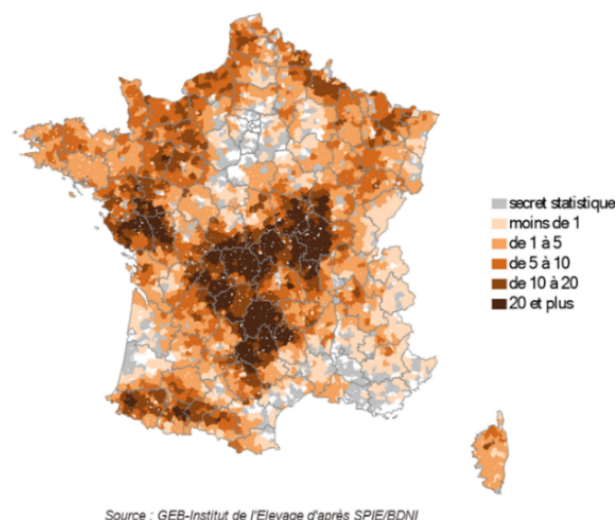 secret statistique
moins de 1
de 1 à 5
de 5 à 10
de 10 à 20
20 et plus
Source : GEB-Institut de l'Elevage d'après SPIE/BDNI